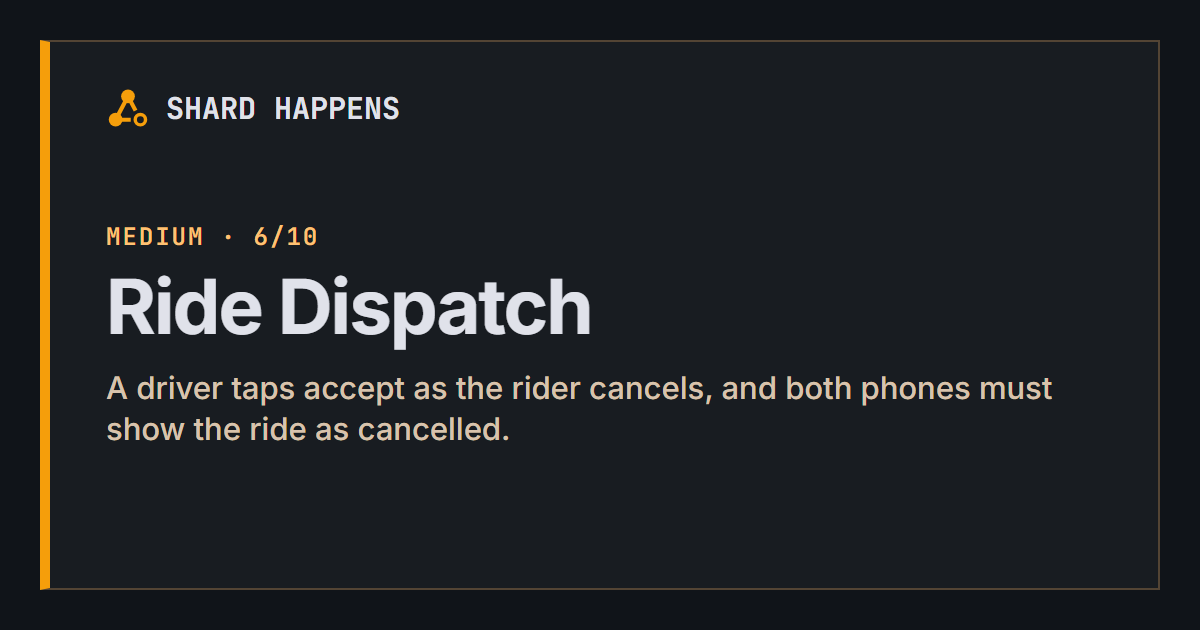 SHARD HAPPENS
MEDIUM · 6/10
Ride Dispatch
A driver taps accept as the rider cancels, and both phones must
show the ride as cancelled.